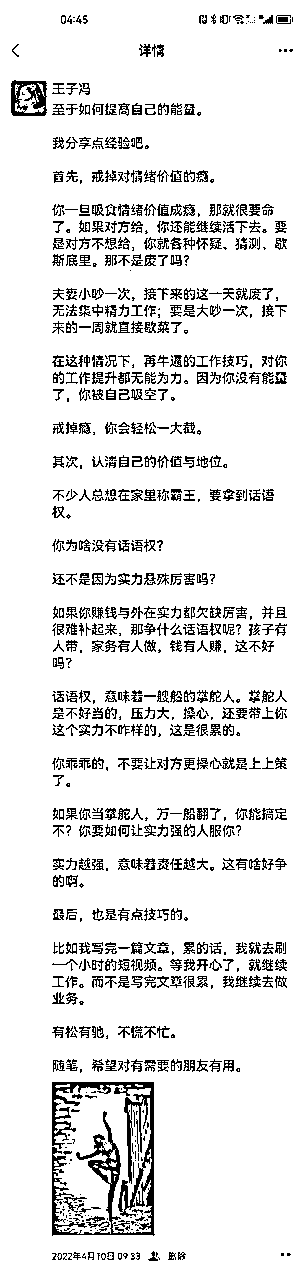 04:45
详情
王子冯
至于如何提高自己的能量。
我分享点经验吧。
首先，戒掉对情绪价值的瘾。
你一旦吸食情绪价值成瘾，那就很要命
了。如果对方给，你还能继续活下去。要
是对方不想给，你就各种怀疑、猜测、歇
斯底里。那不是废了吗？
夫妻小吵一次，接下来的这一天就废了，
无法集中精力工作；要是大吵一次，接下
来的一周就直接歇菜了。
在这种情况下，再牛逼的工作技巧，对你
的工作提升都无能为力。因为你没有能量
了，你被自己吸空了。
戒掉瘾，你会轻松一大截。
其次，认清自己的价值与地位。
不少人总想在家里称霸王，要拿到话语
权。
你为啥没有话语权？
还不是因为实力悬殊厉害吗？
如果你赚钱与外在实力都欠缺厉害，并且
很难补起来，那争什么话语权呢？孩子有
人带，家务有人做，钱有人赚，这不好
吗？
话语权，意味着一艘船的掌舵人。掌舵人
是不好当的，压力大，操心，还要带上你
这个实力不咋样的，这是很累的。
你乖乖的，不要让对方更操心就是上上策
了。
如果你当掌舵人，万一船翻了，你能搞定
不？你要如何让实力强的人服你？
实力越强，意味着责任越大。这有啥好争
的啊。
最后，也是有点技巧的。
比如我写完一篇文章，累的话，我就去刷
一个小时的短视频。等我开心了，就继续
工作。而不是写完文章很累，我继续去做
业务。
有松有弛，不慌不忙。
随笔，希望对有需要的朋友有用。
2022年4月10日 09:33 删除